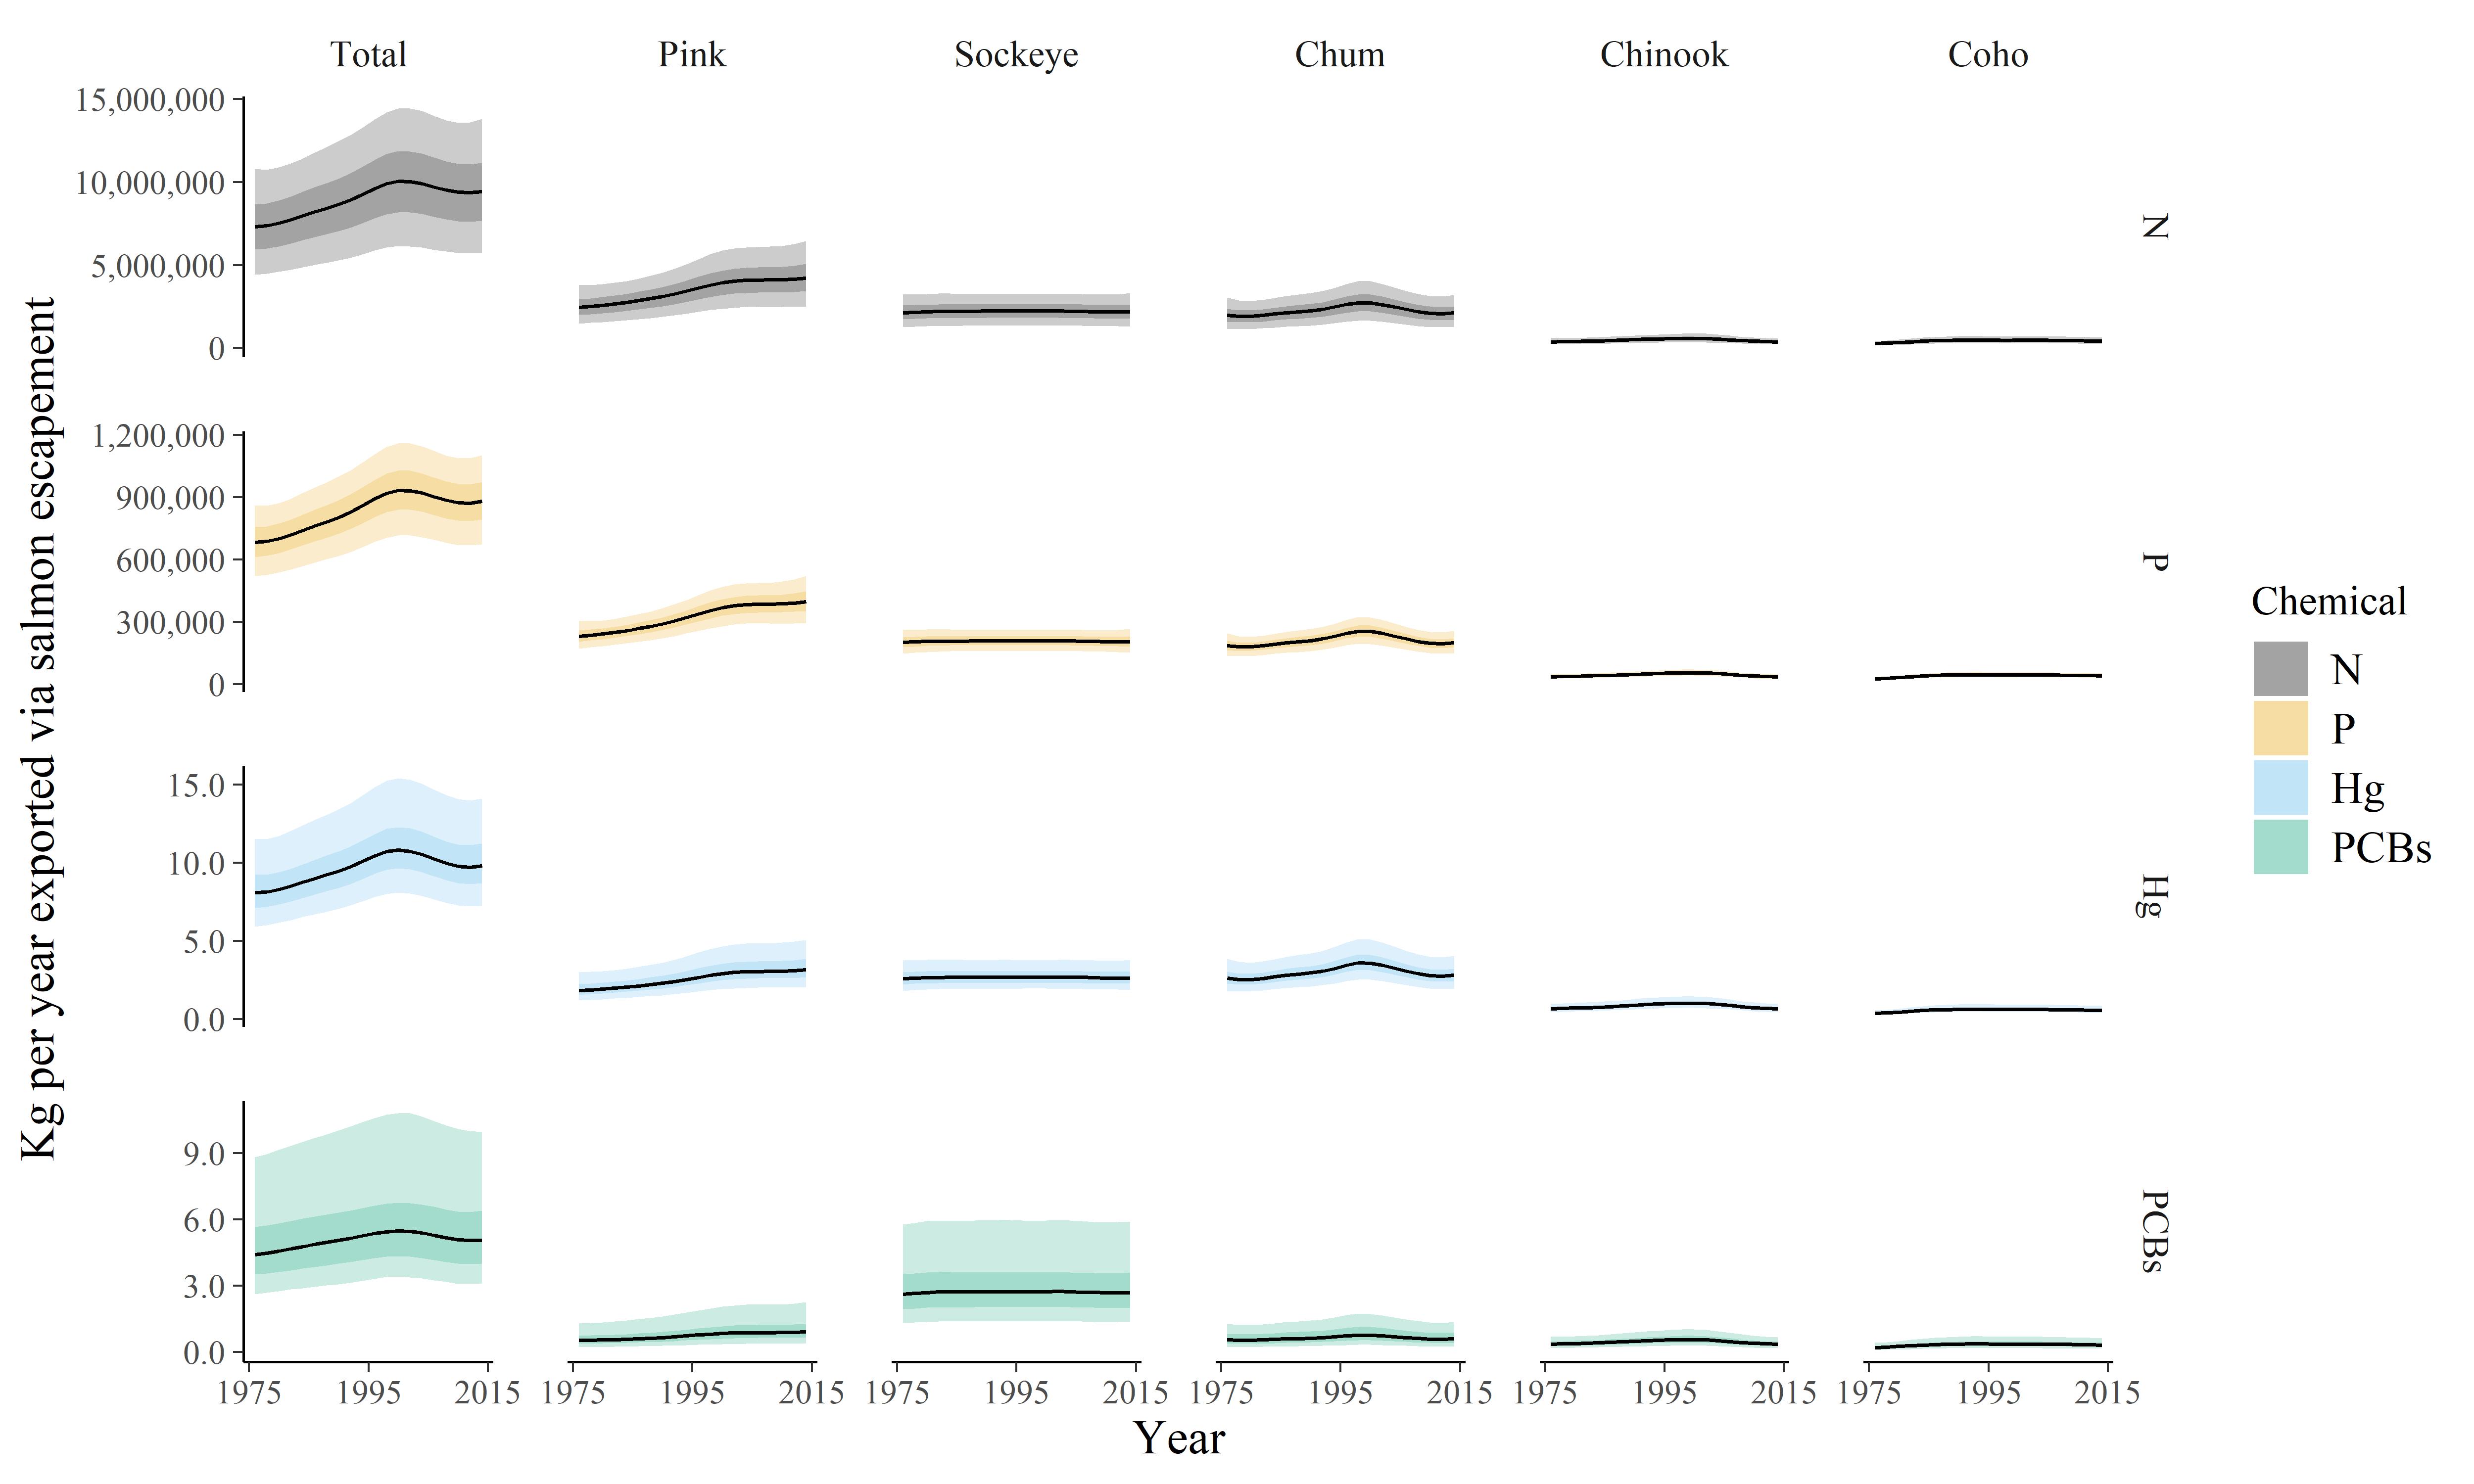 Total Pink Sockeye Chum Chinook Coho
Kg per year exported via salmon escapement
15,000,000
10,000,000
5,000,000
0
N
1,200,000
900,000
600,000
300,000
0
P
15.0
10.0
5.0
0.0
Hg
9.0
6.0
3.0
0.0
PCBs
1975 1995 2015 1975 1995 2015 1975 1995 2015 1975 1995 2015 1975 1995 2015 1975 1995 2015
Year
Chemical
N
P
Hg
PCBs